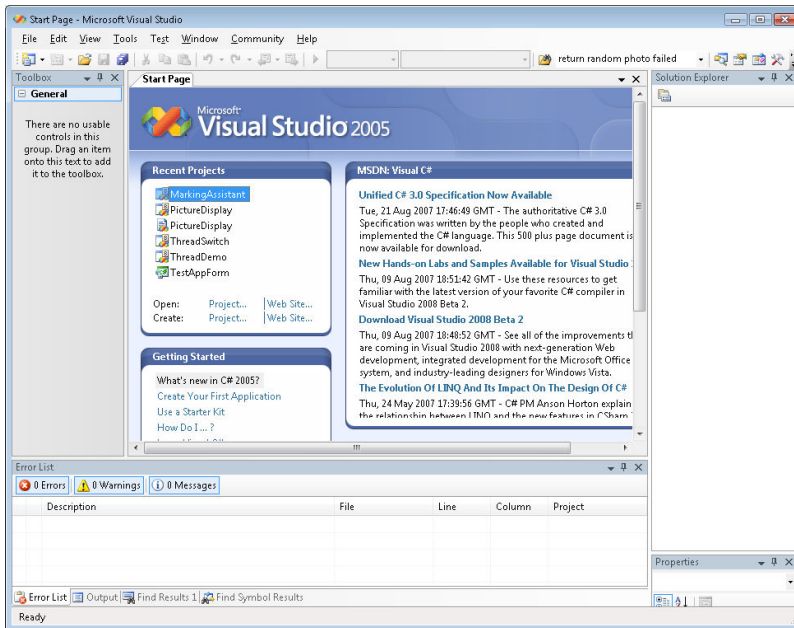 Start Page - Microsoft Visual Studio
File Edit View Tools Test Window Community Help
return random photo failed
Toolbox
Start Page
Solution Explorer
General
There are no usable
controls in this
group. Drag an item
onto this text to add
it to the toolbox.
Microsoft
Visual Studio 2005
Recent Projects
MarkingAssistant
PictureDisplay
PictureDisplay
ThreadSwitch
ThreadDemo
TestAppForm
Open: Project... Web Site...
Create: Project... Web Site...
Getting Started
What's new in C# 2005?
Create Your First Application
Use a Starter Kit
How Do I ... ?
MSDN: Visual C#
Unified C# 3.0 Specification Now Available
Tue, 21 Aug 2007 17:46:49 GMT - The authoritative C# 3.0
Specification was written by the people who created and
implemented the C# language. This 500 plus page document is
now available for download.
New Hands-on Labs and Samples Available for Visual Studio
Thu, 09 Aug 2007 18:51:42 GMT - Use these resources to get
familiar with the latest version of your favorite C# compiler in
Visual Studio 2008 Beta 2.
Download Visual Studio 2008 Beta 2
Thu, 09 Aug 2007 18:48:52 GMT - See all of the improvements
are coming in Visual Studio 2008 with next-generation Web
development, integrated development for the Microsoft Office
system, and industry-leading designers for Windows Vista.
The Evolution Of LINQ And Its Impact On The Design Of C#
Thu, 24 May 2007 17:39:56 GMT - C# PM Anson Horton explain
the relationship between LINQ and the new features in CSharp
Error List
0 Errors 0 Warnings 0 Messages
Description File Line Column Project
Properties
Error List Output Find Results 1 Find Symbol Results
Ready